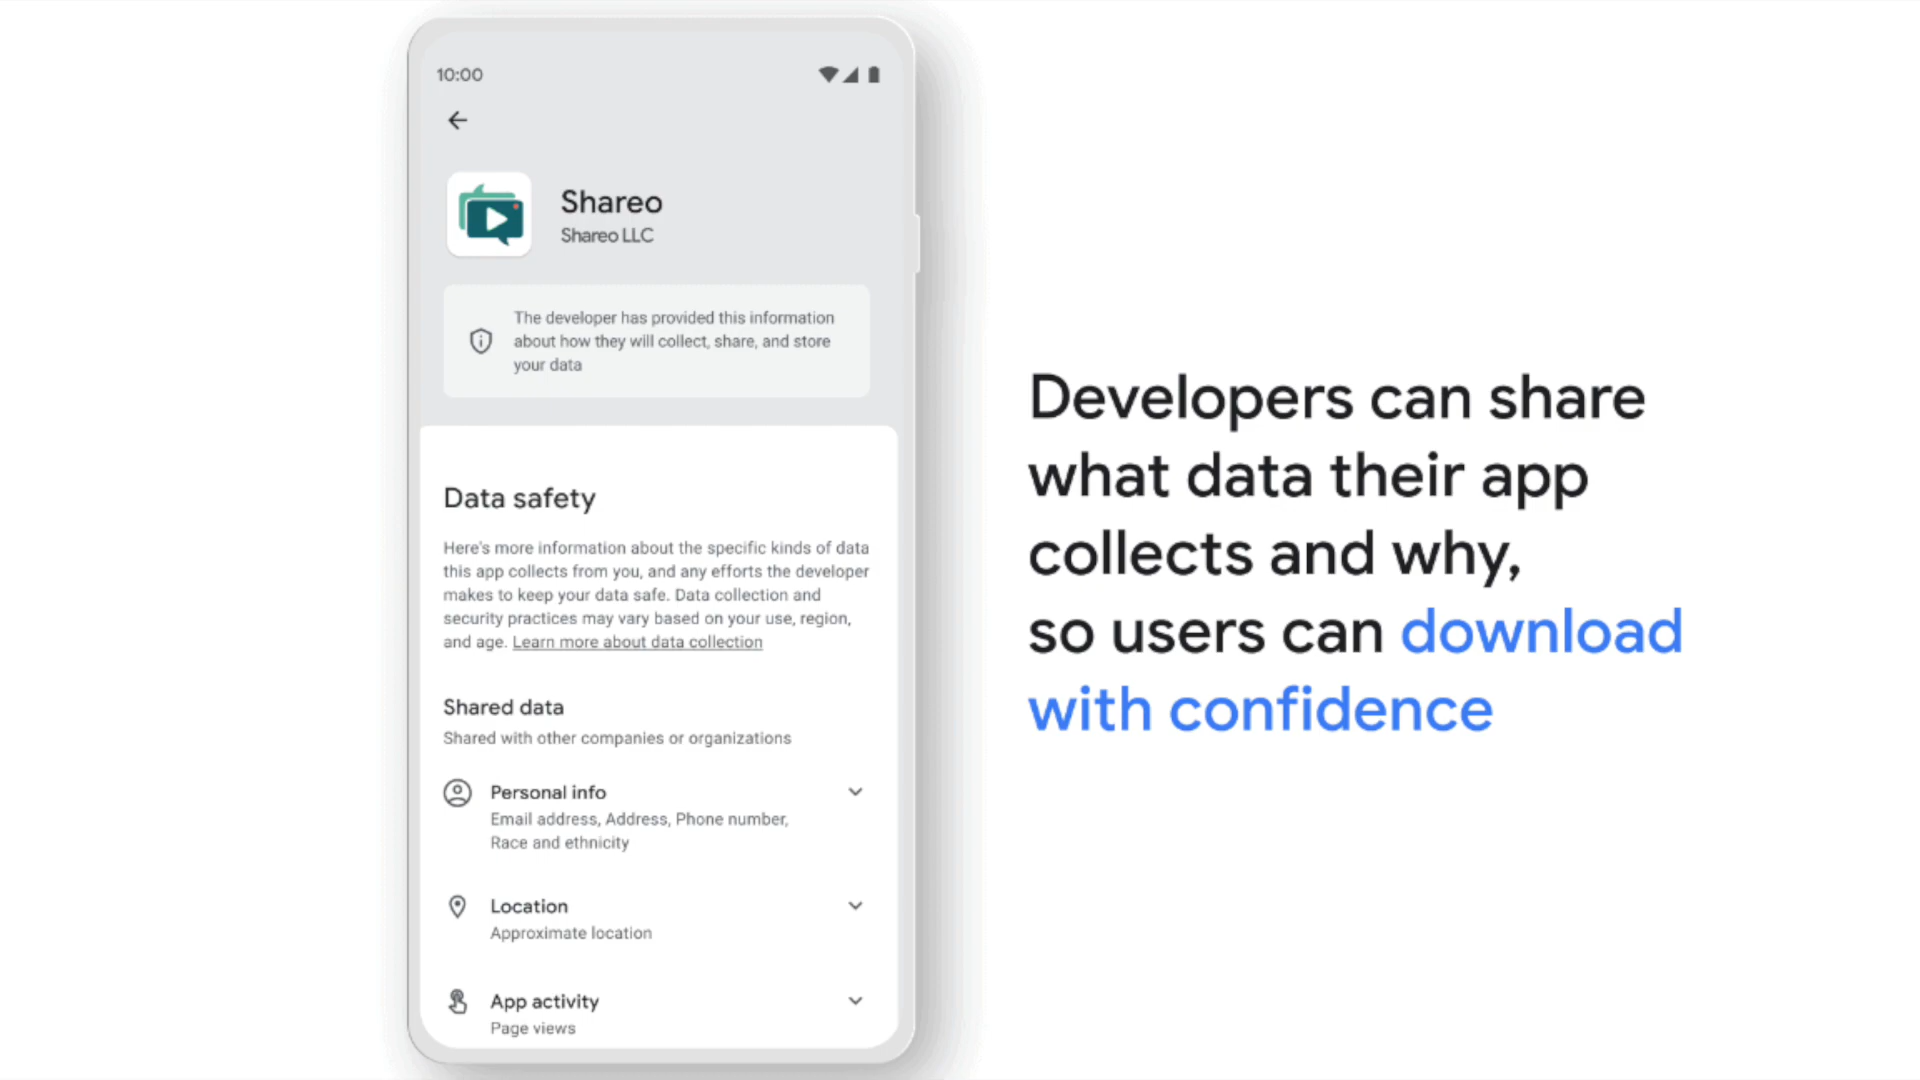 10:00
Shareo
Shareo LLC
The developer has provided this information
about how they will collect, share, and store
your data
Data safety
Here's more information about the specific kinds of data
this app collects from you, and any efforts the developer
makes to keep your data safe. Data collection and
security practices may vary based on your use, region,
and age. Learn more about data collection
Shared data
Shared with other companies or organizations
Personal info
Email address, Address, Phone number,
Race and ethnicity
Location
Approximate location
App activity
Page views
Developers can share
what data their app
collects and why,
so users can download
with confidence